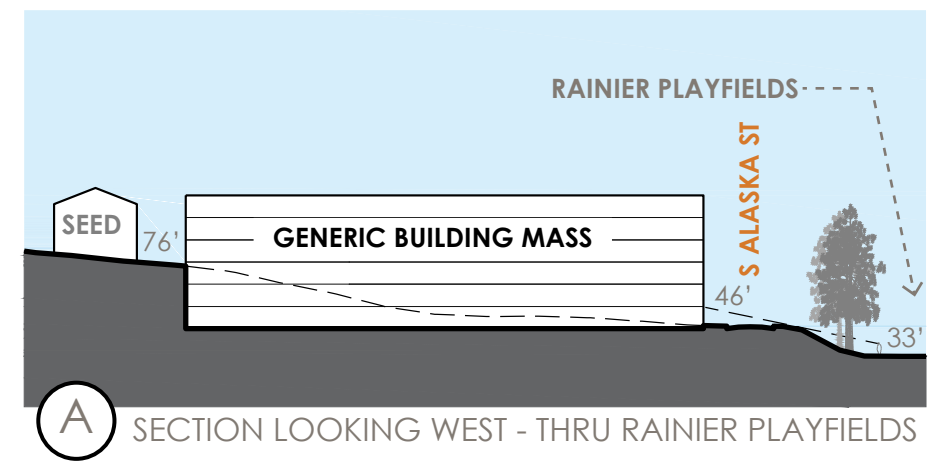 RAINIER PLAYFIELDS
S ALASKA ST
SEED
76’
GENERIC BUILDING MASS
46’
33’
A
SECTION LOOKING WEST - THRU RAINIER PLAYFIELDS